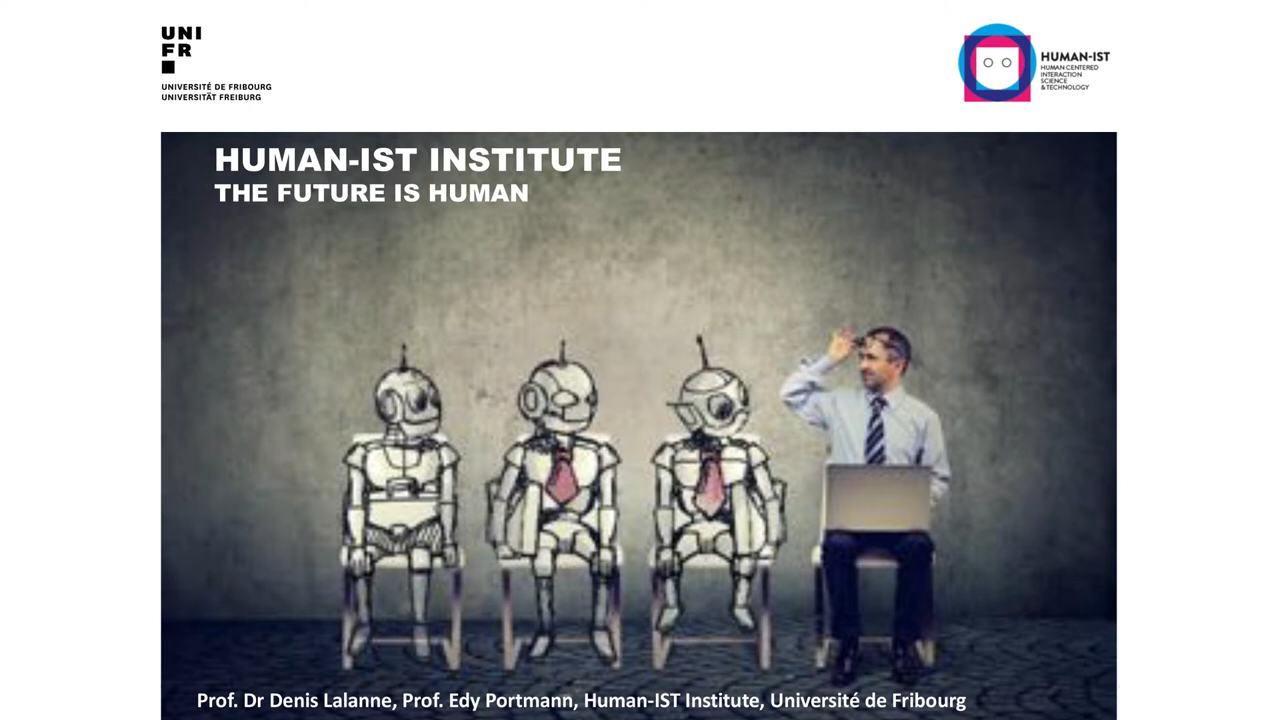 UNI
FR
UNIVERSITÉ DE FRIBOURG
UNIVERSITÄT FREIBURG
HUMAN-IST
HUMAN CENTERED
INTERACTION
SCIENCE
& TECHNOLOGY
HUMAN-IST INSTITUTE
THE FUTURE IS HUMAN
Prof. Dr Denis Lalanne, Prof. Edy Portmann, Human-IST Institute, Université de Fribourg